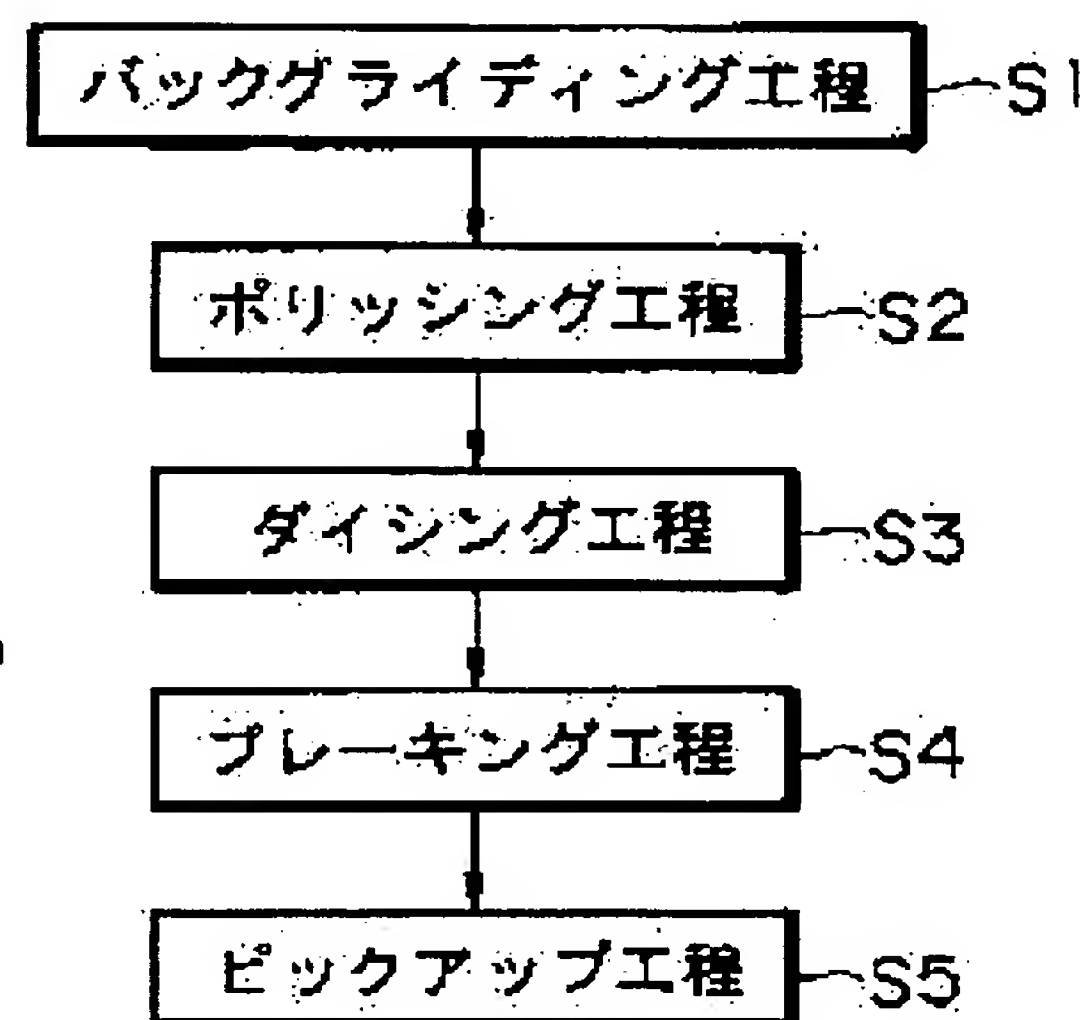 バックグライディング工程 S1
ポリッシング工程 S2
ダイシング工程 S3
ブレーキング工程 S4
ピックアップ工程 S5